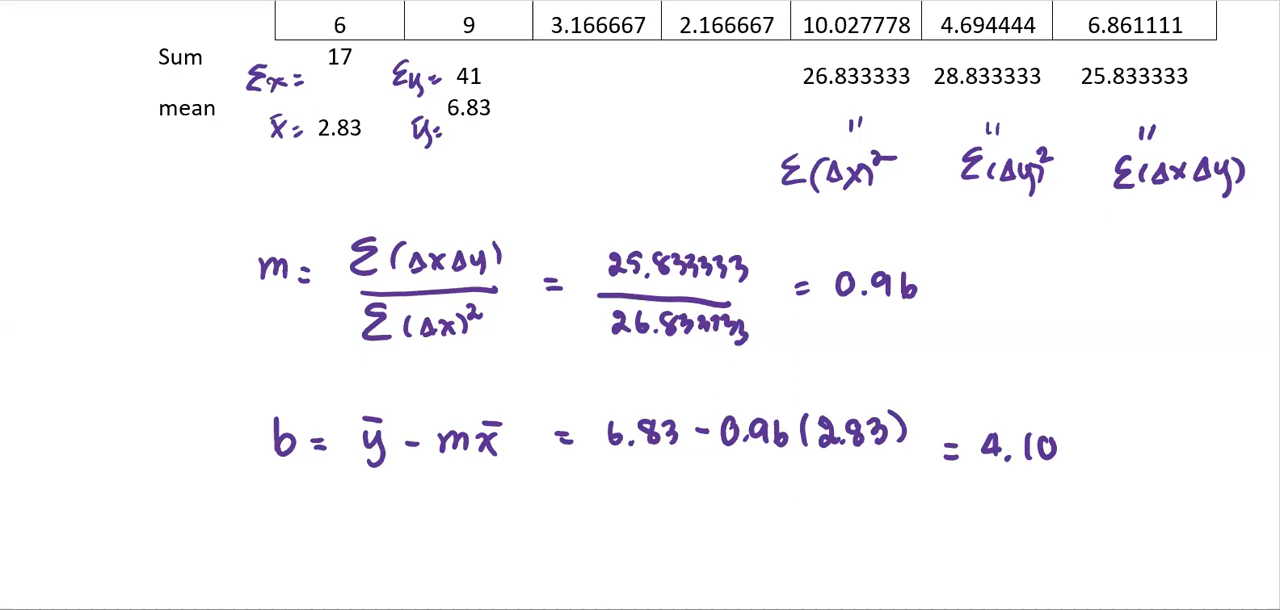 6 9 3.166667 2.166667 10.027778 4.694444 6.861111
Sum 17
Σx = Σy = 41 26.833333 28.833333 25.833333
mean 6.83
x̄ = 2.83 ȳ =
" " "
Σ(Δx)² Σ(Δy)² Σ(ΔxΔy)
m = Σ(ΔxΔy) / Σ(Δx)² = 25.833333 / 26.833333 = 0.96
b = ȳ - mx̄ = 6.83 - 0.96(2.83) = 4.10